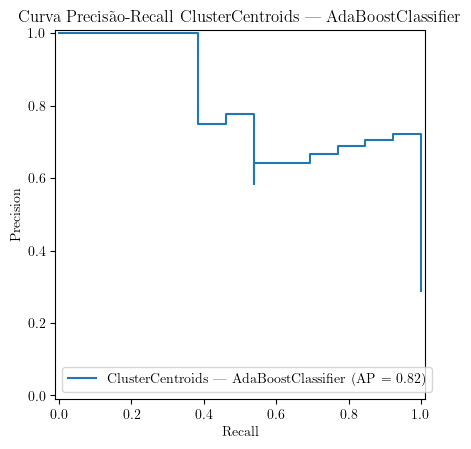 Curva Precisão-Recall ClusterCentroids — AdaBoostClassifier
1.0
0.8
0.6
0.4
0.2
0.0
Precision
ClusterCentroids — AdaBoostClassifier (AP = 0.82)
0.0 0.2 0.4 0.6 0.8 1.0
Recall